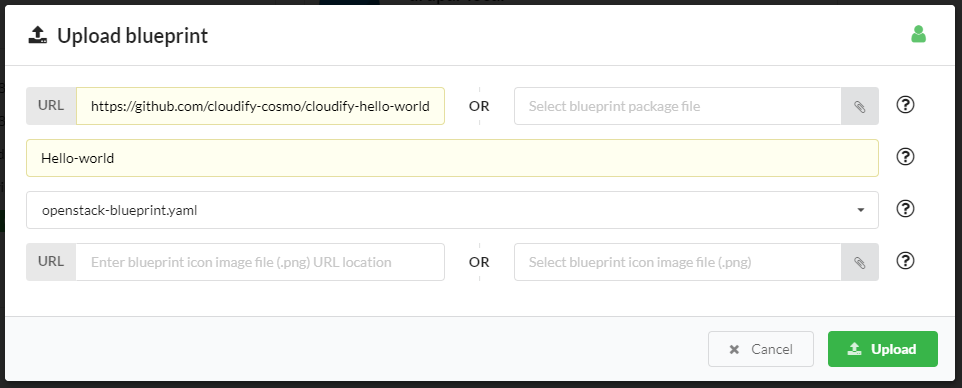 Upload blueprint
URL https://github.com/cloudify-cosmo/cloudify-hello-world OR Select blueprint package file
Hello-world
openstack-blueprint.yaml
URL Enter blueprint icon image file (.png) URL location OR Select blueprint icon image file (.png)
Cancel Upload